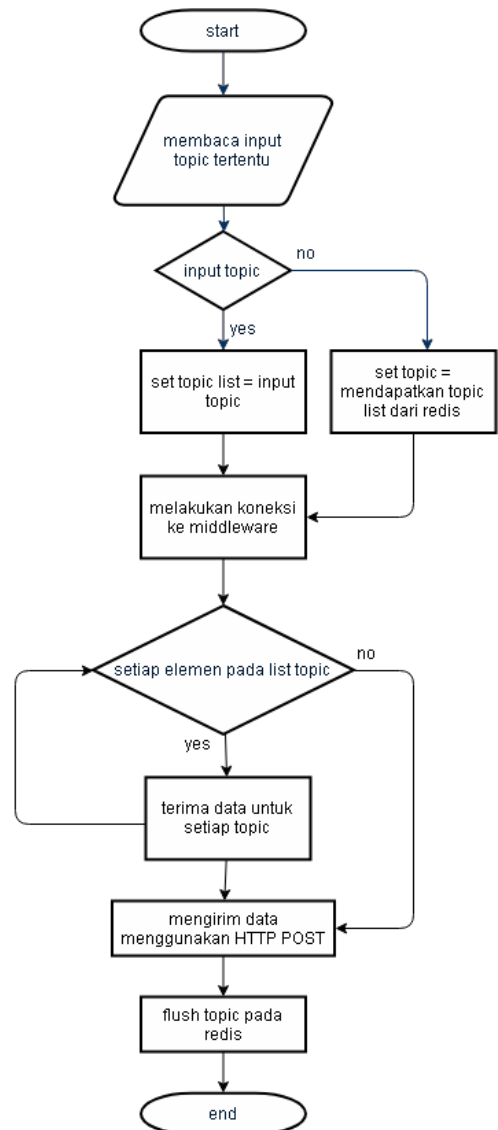 start
membaca input
topic tertentu
input topic
no
yes
set topic list = input
topic
set topic =
mendapatkan topic
list dari redis
melakukan koneksi
ke middleware
setiap elemen pada list topic
no
yes
terima data untuk
setiap topic
mengirim data
menggunakan HTTP POST
flush topic pada
redis
end